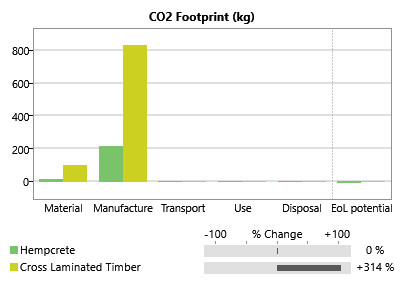 CO2 Footprint (kg)
800
600
400
200
0
Material Manufacture Transport Use Disposal EoL potential
-100 % Change +100
Hempcrete 0 %
Cross Laminated Timber +314 %